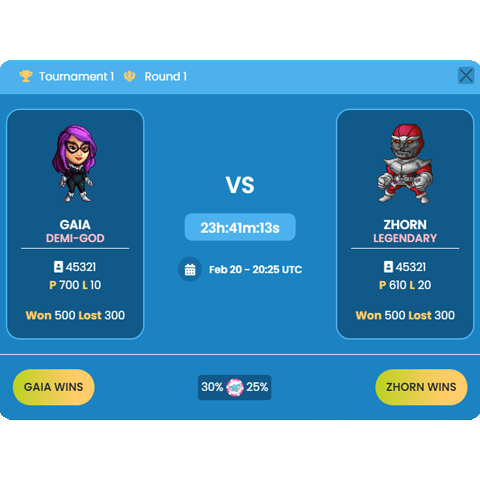 Tournament 1 Round 1
GAIA
DEMI-GOD
45321
P 700 L 10
Won 500 Lost 300
VS
23h:41m:13s
Feb 20 - 20:25 UTC
ZHORN
LEGENDARY
45321
P 610 L 20
Won 500 Lost 300
GAIA WINS
30% 25%
ZHORN WINS